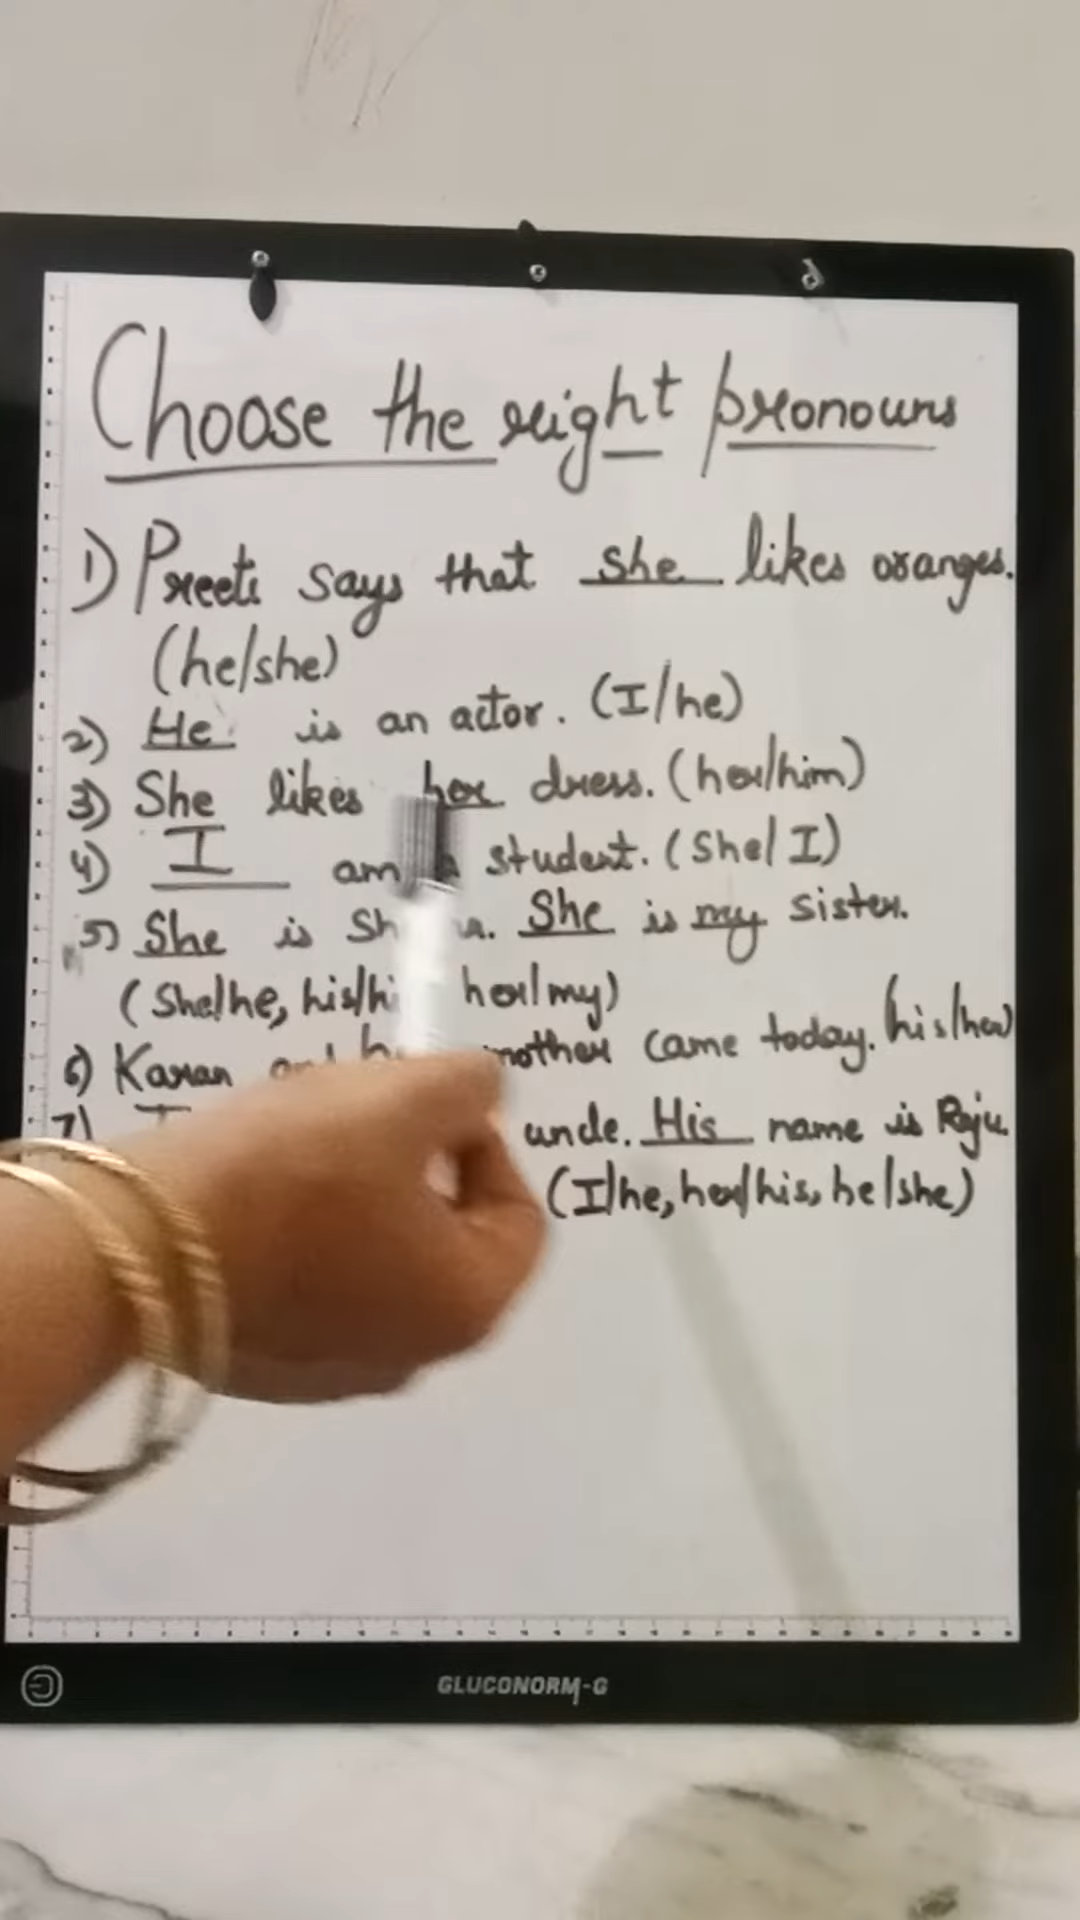 Choose the right pronouns
1) Preeti says that she likes oranges.
(he/she)
2) He is an actor. (I/he)
3) She likes her dress. (her/him)
4) I am a student. (She/I)
5) She is. She is my sister.
(She/he, his/ her/my)
6) Karan mother came today. (his/her)
7) uncle. His name is Raju.
(I/he, her/his, he/she)
GLUCONORM-G